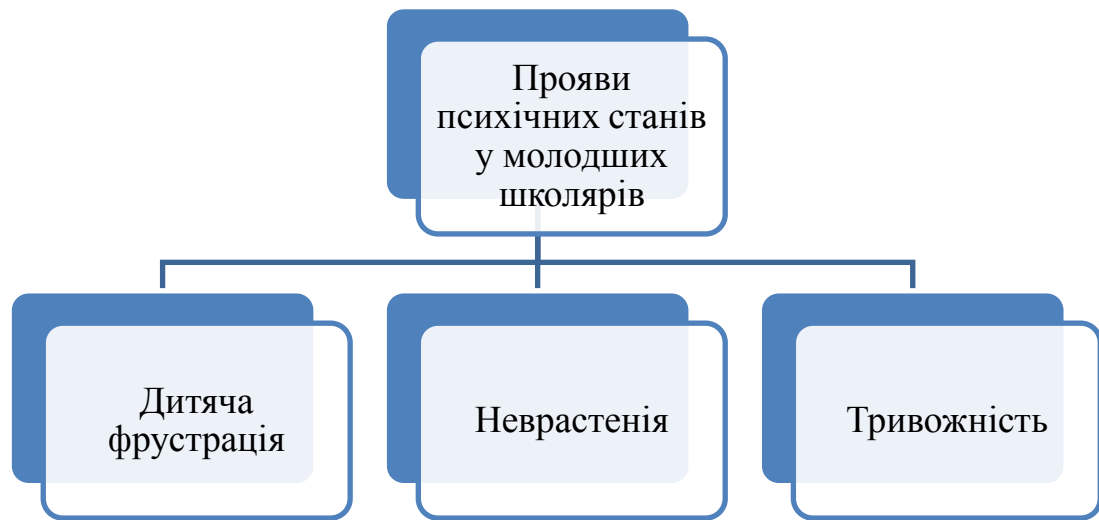 Прояви
психічних станів
у молодших
школярів
Дитяча
фрустрація
Неврастенія
Тривожність